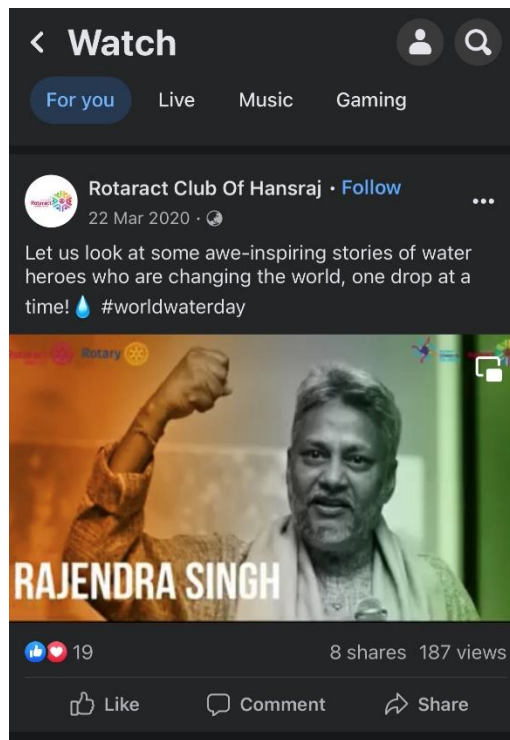 Watch
For you Live Music Gaming
Rotaract Club Of Hansraj · Follow
22 Mar 2020 ·
Let us look at some awe-inspiring stories of water
heroes who are changing the world, one drop at a
time! #worldwaterday
Rotary
RAJENDRA SINGH
19 8 shares 187 views
Like Comment Share